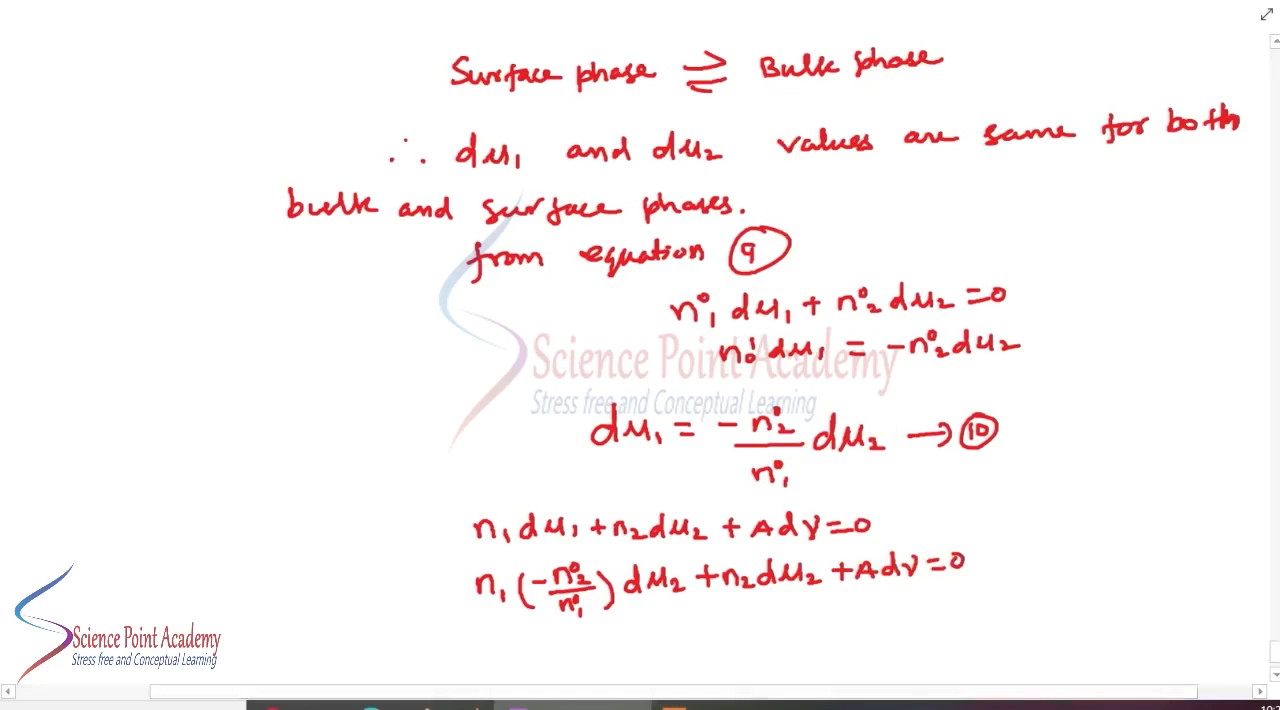 Surface phase ⇌ Bulk phase
∴ dμ₁ and dμ₂ values are same for both
bulk and surface phases.
from equation 9
n°₁ dμ₁ + n°₂ dμ₂ = 0
n°₁ dμ₁ = -n°₂ dμ₂
Science Point Academy
Stress free and Conceptual Learning
dμ₁ = - n°₂/n°₁ dμ₂ → 10
n₁ dμ₁ + n₂ dμ₂ + A dγ = 0
n₁ (-n°₂/n°₁) dμ₂ + n₂ dμ₂ + A dγ = 0
Science Point Academy
Stress free and Conceptual Learning